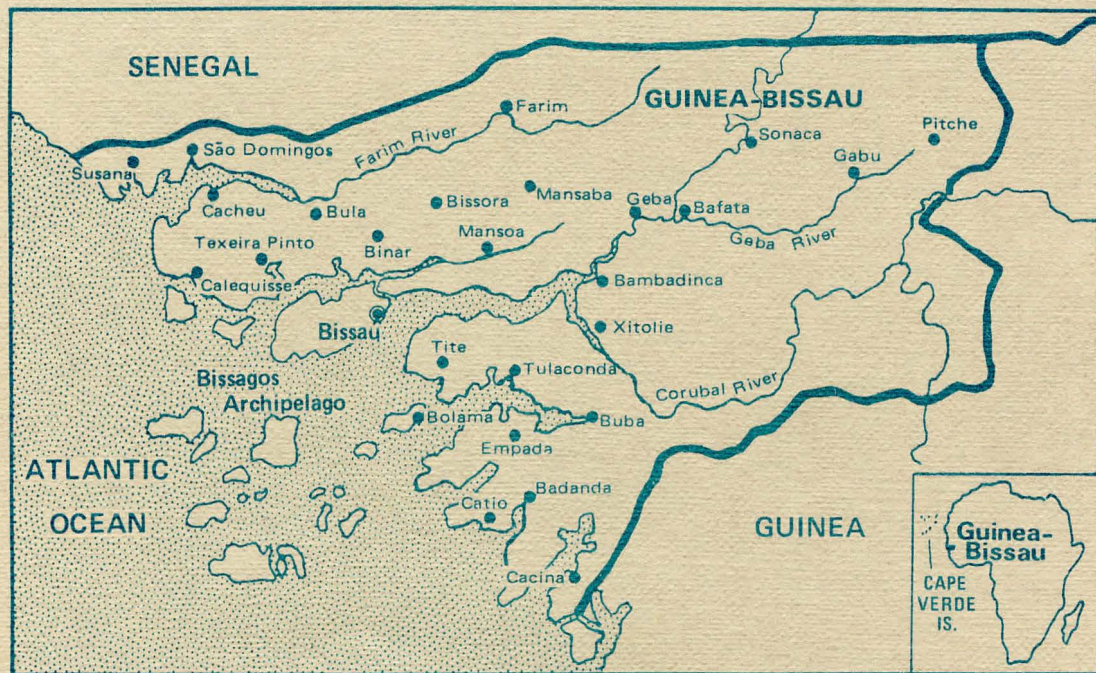 SENEGAL
GUINEA-BISSAU
Farim
Farim River
Sonaca
Pitche
São Domingos
Susana
Gabu
Cacheu
Bula
Bissora
Mansaba
Geba
Bafata
Geba River
Texeira Pinto
Binar
Mansoa
Calequisse
Bambadinca
Bissau
Xitolie
Tite
Tulaconda
Corubal River
Bissagos
Archipelago
Bolama
Buba
Empada
ATLANTIC
OCEAN
Badanda
Catio
GUINEA
Cacina
Guinea-
Bissau
CAPE
VERDE
IS.